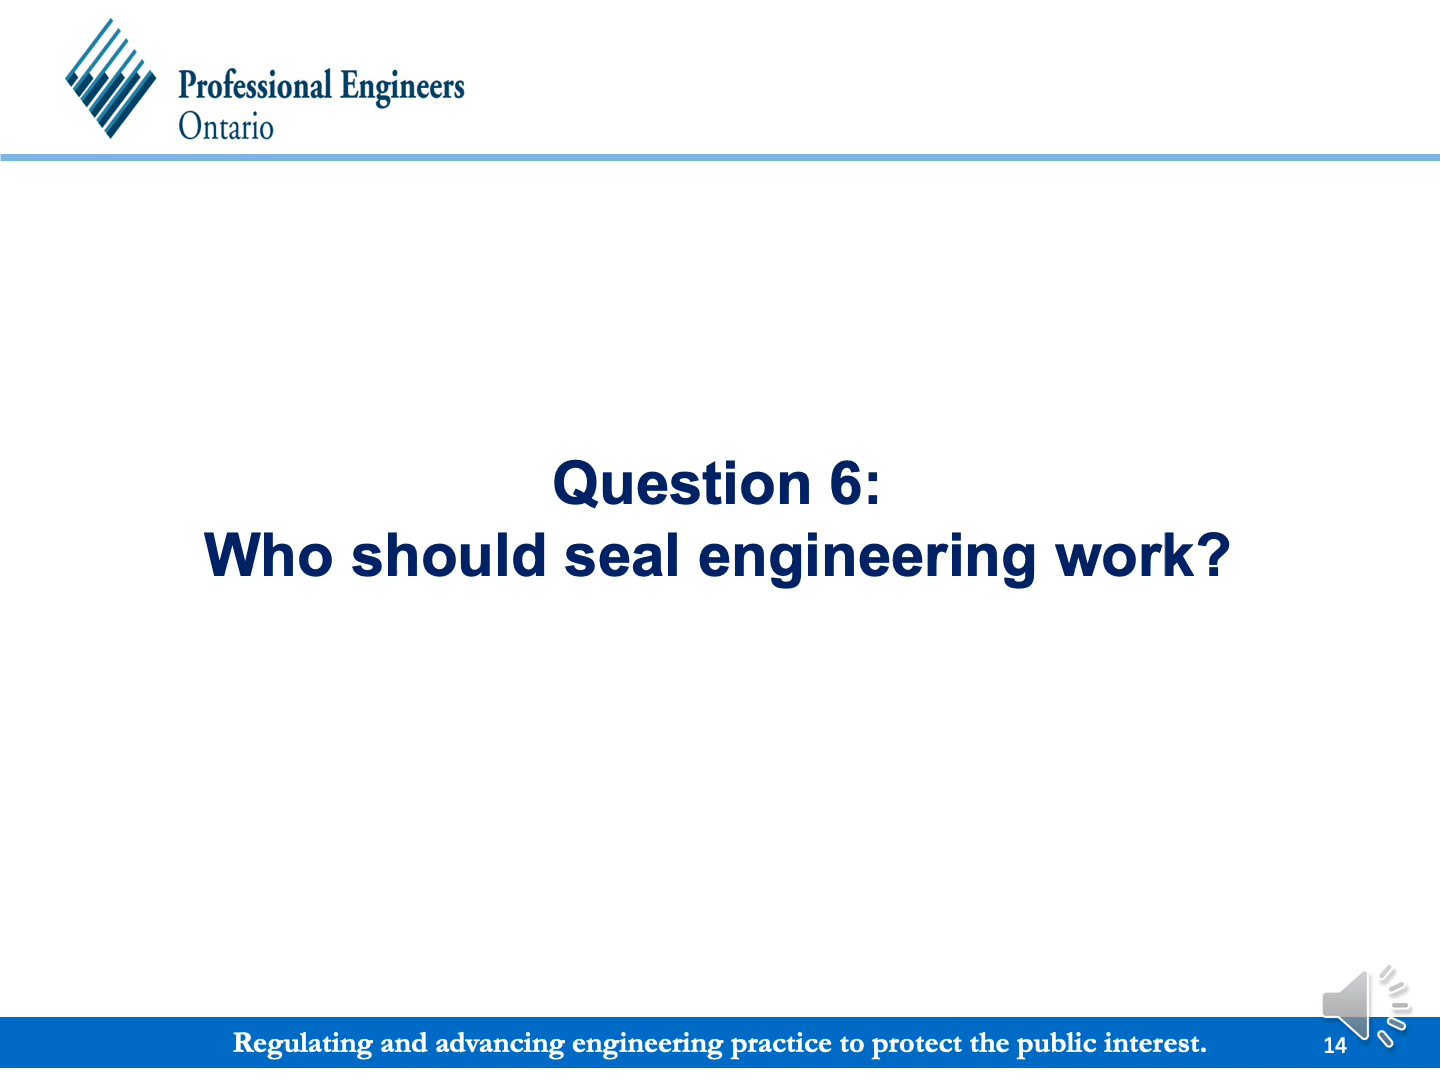 Professional Engineers
Ontario
Question 6:
Who should seal engineering work?
Regulating and advancing engineering practice to protect the public interest.
14